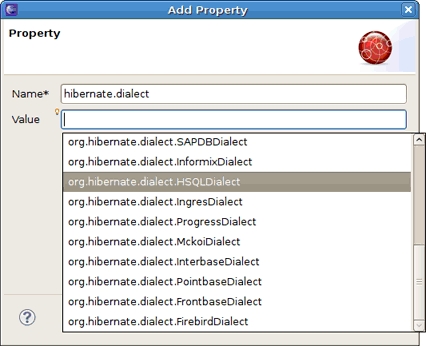 Add Property
Property
Name* hibernate.dialect
Value
org.hibernate.dialect.SAPDBDialect
org.hibernate.dialect.InformixDialect
org.hibernate.dialect.HSQLDialect
org.hibernate.dialect.IngresDialect
org.hibernate.dialect.ProgressDialect
org.hibernate.dialect.MckoiDialect
org.hibernate.dialect.InterbaseDialect
org.hibernate.dialect.PointbaseDialect
org.hibernate.dialect.FrontbaseDialect
org.hibernate.dialect.FirebirdDialect